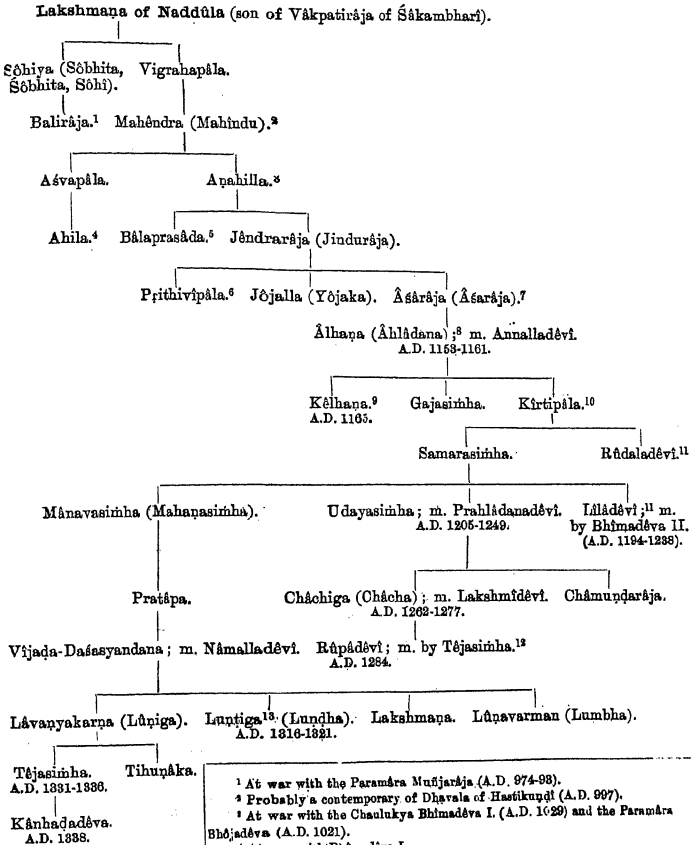 Lakshmaṇa of Naddûla (son of Vâkpatirâja of Śâkambharî).
Sôhiya (Sôbhita, Vigrahapâla.
Śôbhita, Sôhî).
Balirâja.¹ Mahêndra (Mahîndu).²
Aśvapâla. Aṇahilla.³
Ahila.⁴ Bâlaprasâda.⁵ Jêndrarâja (Jindurâja).
Pṛithivîpâla.⁶ Jôjalla (Yôjaka). Âśârâja (Âśarâja).⁷
Âlhaṇa (Âhlâdana);⁸ m. Annalladêvî.
A.D. 1153-1161.
Kêlhaṇa.⁹ Gajasiṁha. Kîrtipâla.¹⁰
A.D. 1165.
Samarasiṁha. Rûdaladêvî.¹¹
Mânavasiṁha (Mahaṇasiṁha). Udayasiṁha; m. Prahlâdanadêvî. Lîlâdêvî;¹¹ m.
A.D. 1205-1249. by Bhîmadêva II.
(A.D. 1194-1238).
Pratâpa. Châchiga (Châcha); m. Lakshmîdêvî. Châmuṇḍarâja.
A.D. 1262-1277.
Vîjaḍa-Daśasyandana; m. Nâmalladêvî. Rûpâdêvî; m. by Têjasiṁha.¹²
A.D. 1284.
Lâvaṇyakarṇa (Lûṇiga). Luṇṭiga¹³ (Luṇḍha). Lakshmaṇa. Lûṇavarman (Lumbha).
A.D. 1316-1321.
Têjasiṁha. Tihuṇâka.
A.D. 1331-1336.
Kânhaḍadêva.
A.D. 1338.
¹ At war with the Paramâra Muñjarâja (A.D. 974-93).
² Probably a contemporary of Dhavala of Hastikuṇḍî (A.D. 997).
³ At war with the Chaulukya Bhîmadêva I. (A.D. 1029) and the Paramâra
Bhôjadêva (A.D. 1021).